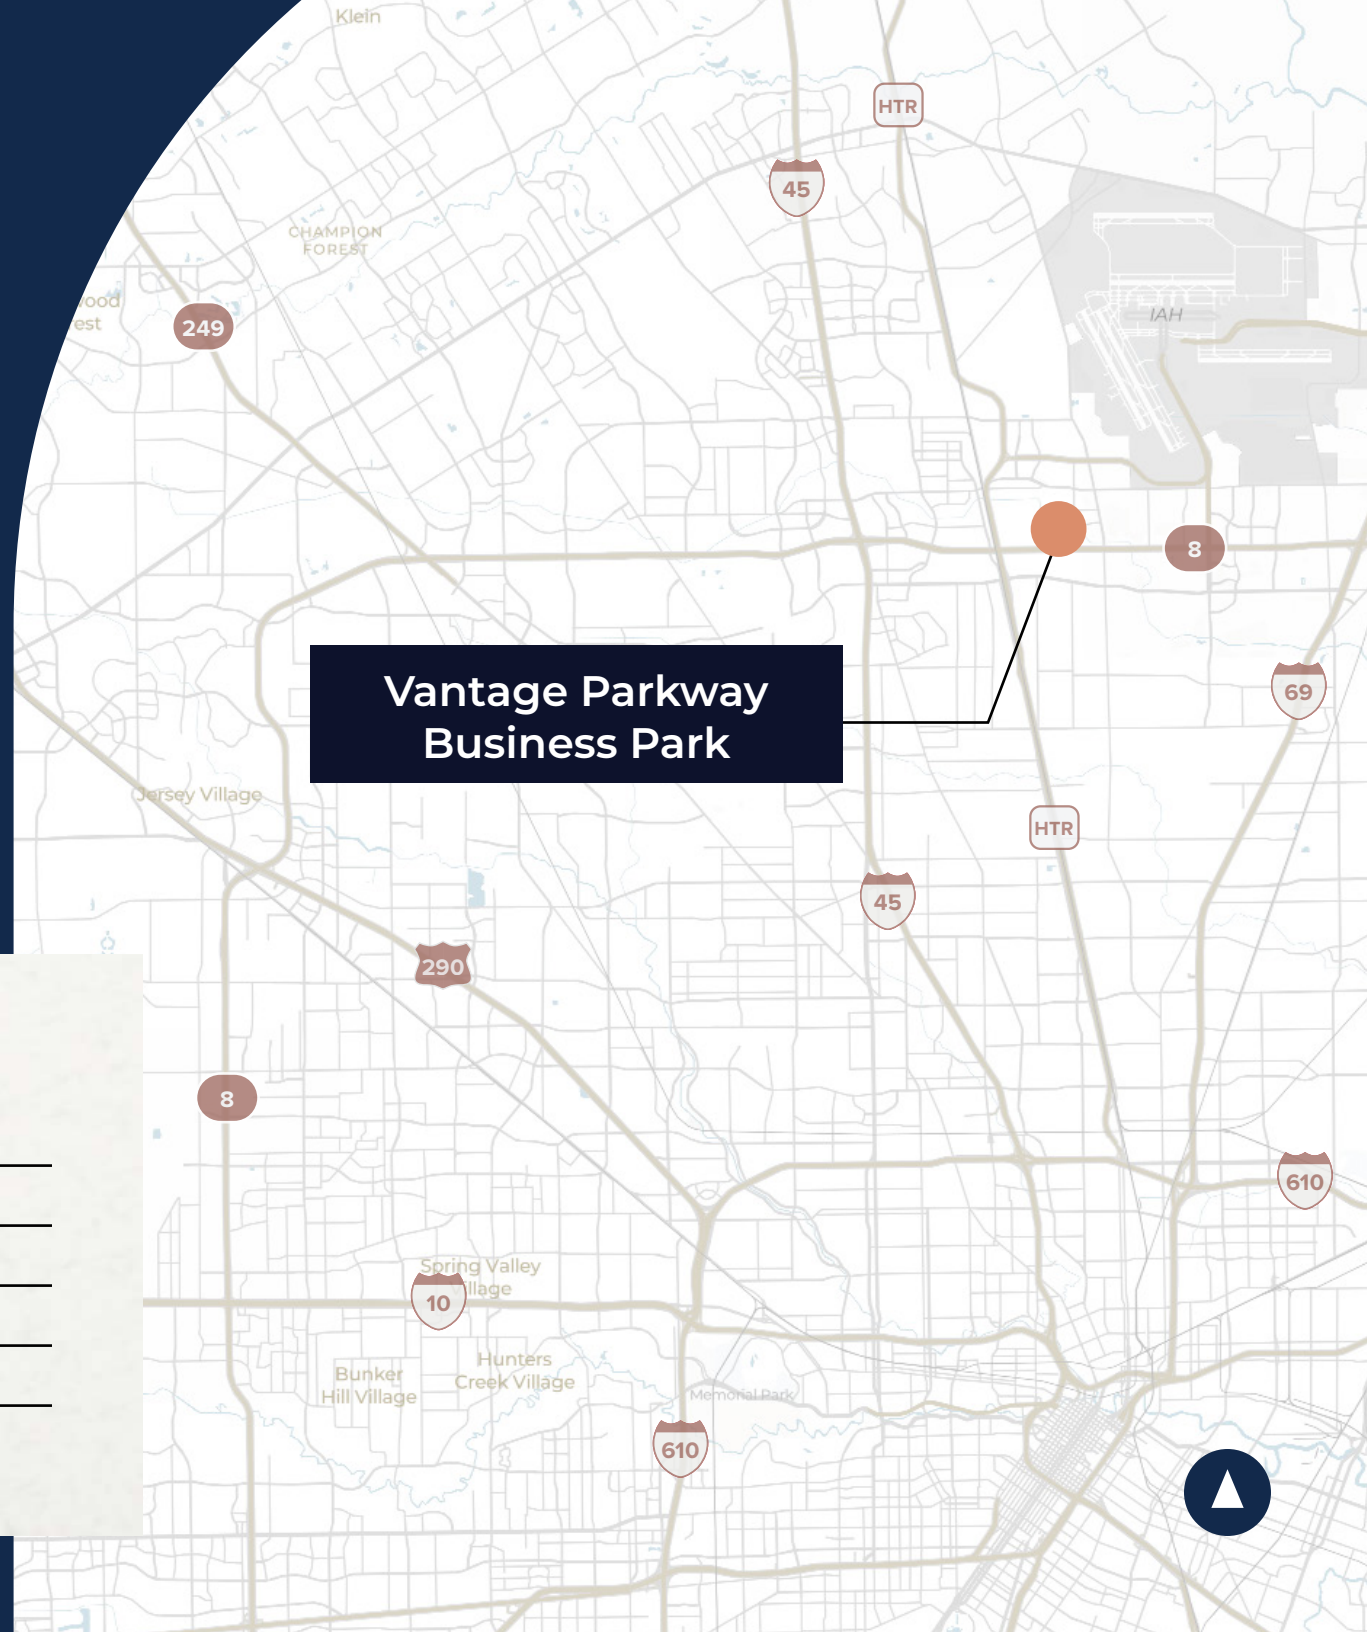 Klein
HTR
45
CHAMPION
FOREST
IAH
249
8
Vantage Parkway
Business Park
69
Jersey Village
HTR
45
290
8
610
Spring Valley
10
Hunters
Creek Village
Bunker
Hill Village
Memorial Park
610